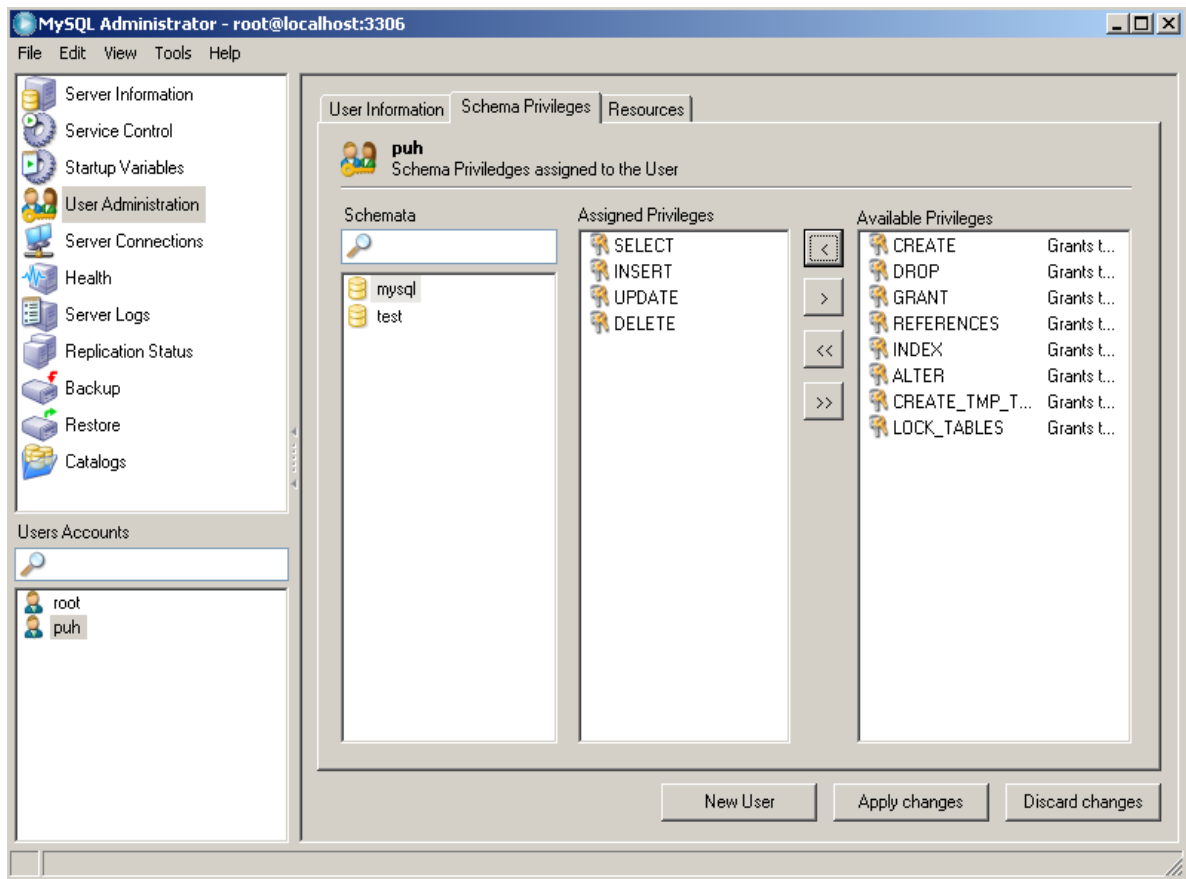 MySQL Administrator - root@localhost:3306
File Edit View Tools Help
Server Information
Service Control
Startup Variables
User Administration
Server Connections
Health
Server Logs
Replication Status
Backup
Restore
Catalogs
Users Accounts
root
puh
User Information Schema Privileges Resources
puh
Schema Priviledges assigned to the User
Schemata
mysql
test
Assigned Privileges
SELECT
INSERT
UPDATE
DELETE
<
>
<<
>>
Available Privileges
CREATE Grants t...
DROP Grants t...
GRANT Grants t...
REFERENCES Grants t...
INDEX Grants t...
ALTER Grants t...
CREATE_TMP_T... Grants t...
LOCK_TABLES Grants t...
New User Apply changes Discard changes